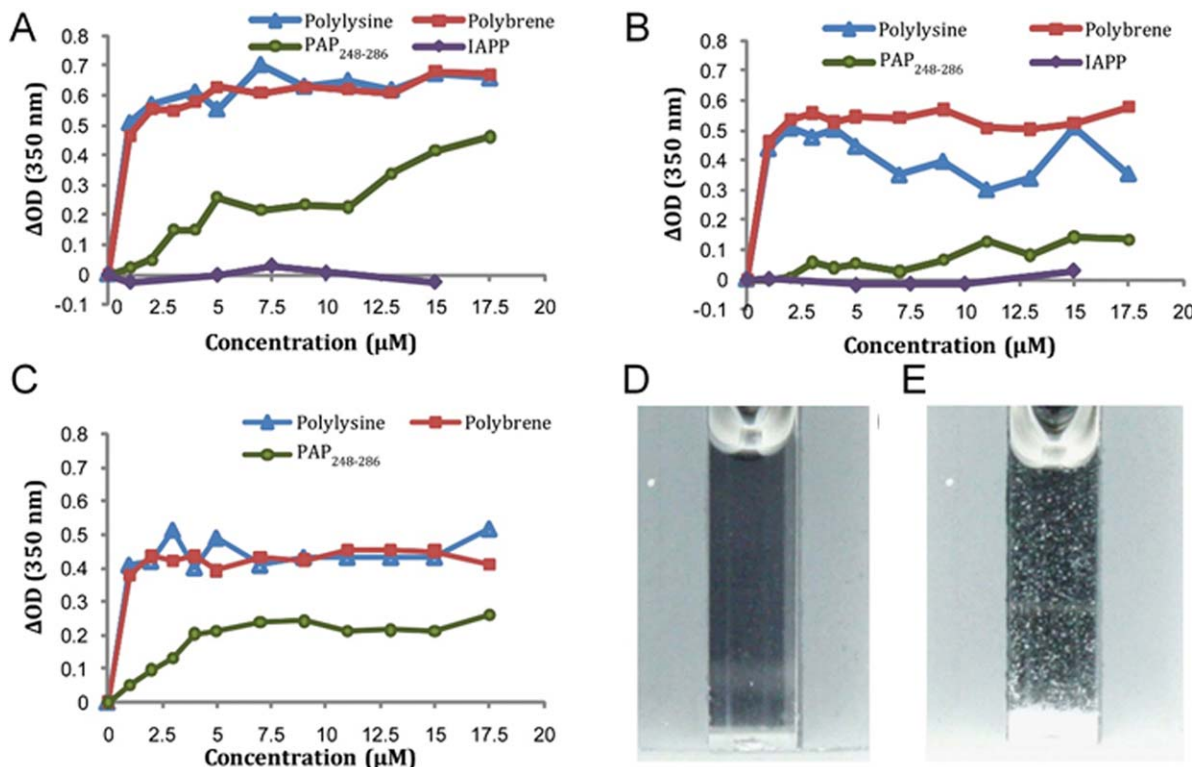 A
Polylysine Polybrene
PAP248-286 IAPP
0.8
0.7
0.6
0.5
0.4
0.3
0.2
0.1
0
-0.1
ΔOD (350 nm)
0 2.5 5 7.5 10 12.5 15 17.5 20
Concentration (µM)
B
Polylysine Polybrene
PAP248-286 IAPP
0.8
0.7
0.6
0.5
0.4
0.3
0.2
0.1
0
-0.1
ΔOD (350 nm)
0 2.5 5 7.5 10 12.5 15 17.5 20
Concentration (µM)
C
Polylysine Polybrene
PAP248-286
0.8
0.7
0.6
0.5
0.4
0.3
0.2
0.1
0
ΔOD (350 nm)
0 2.5 5 7.5 10 12.5 15 17.5 20
Concentration (µM)
D
E